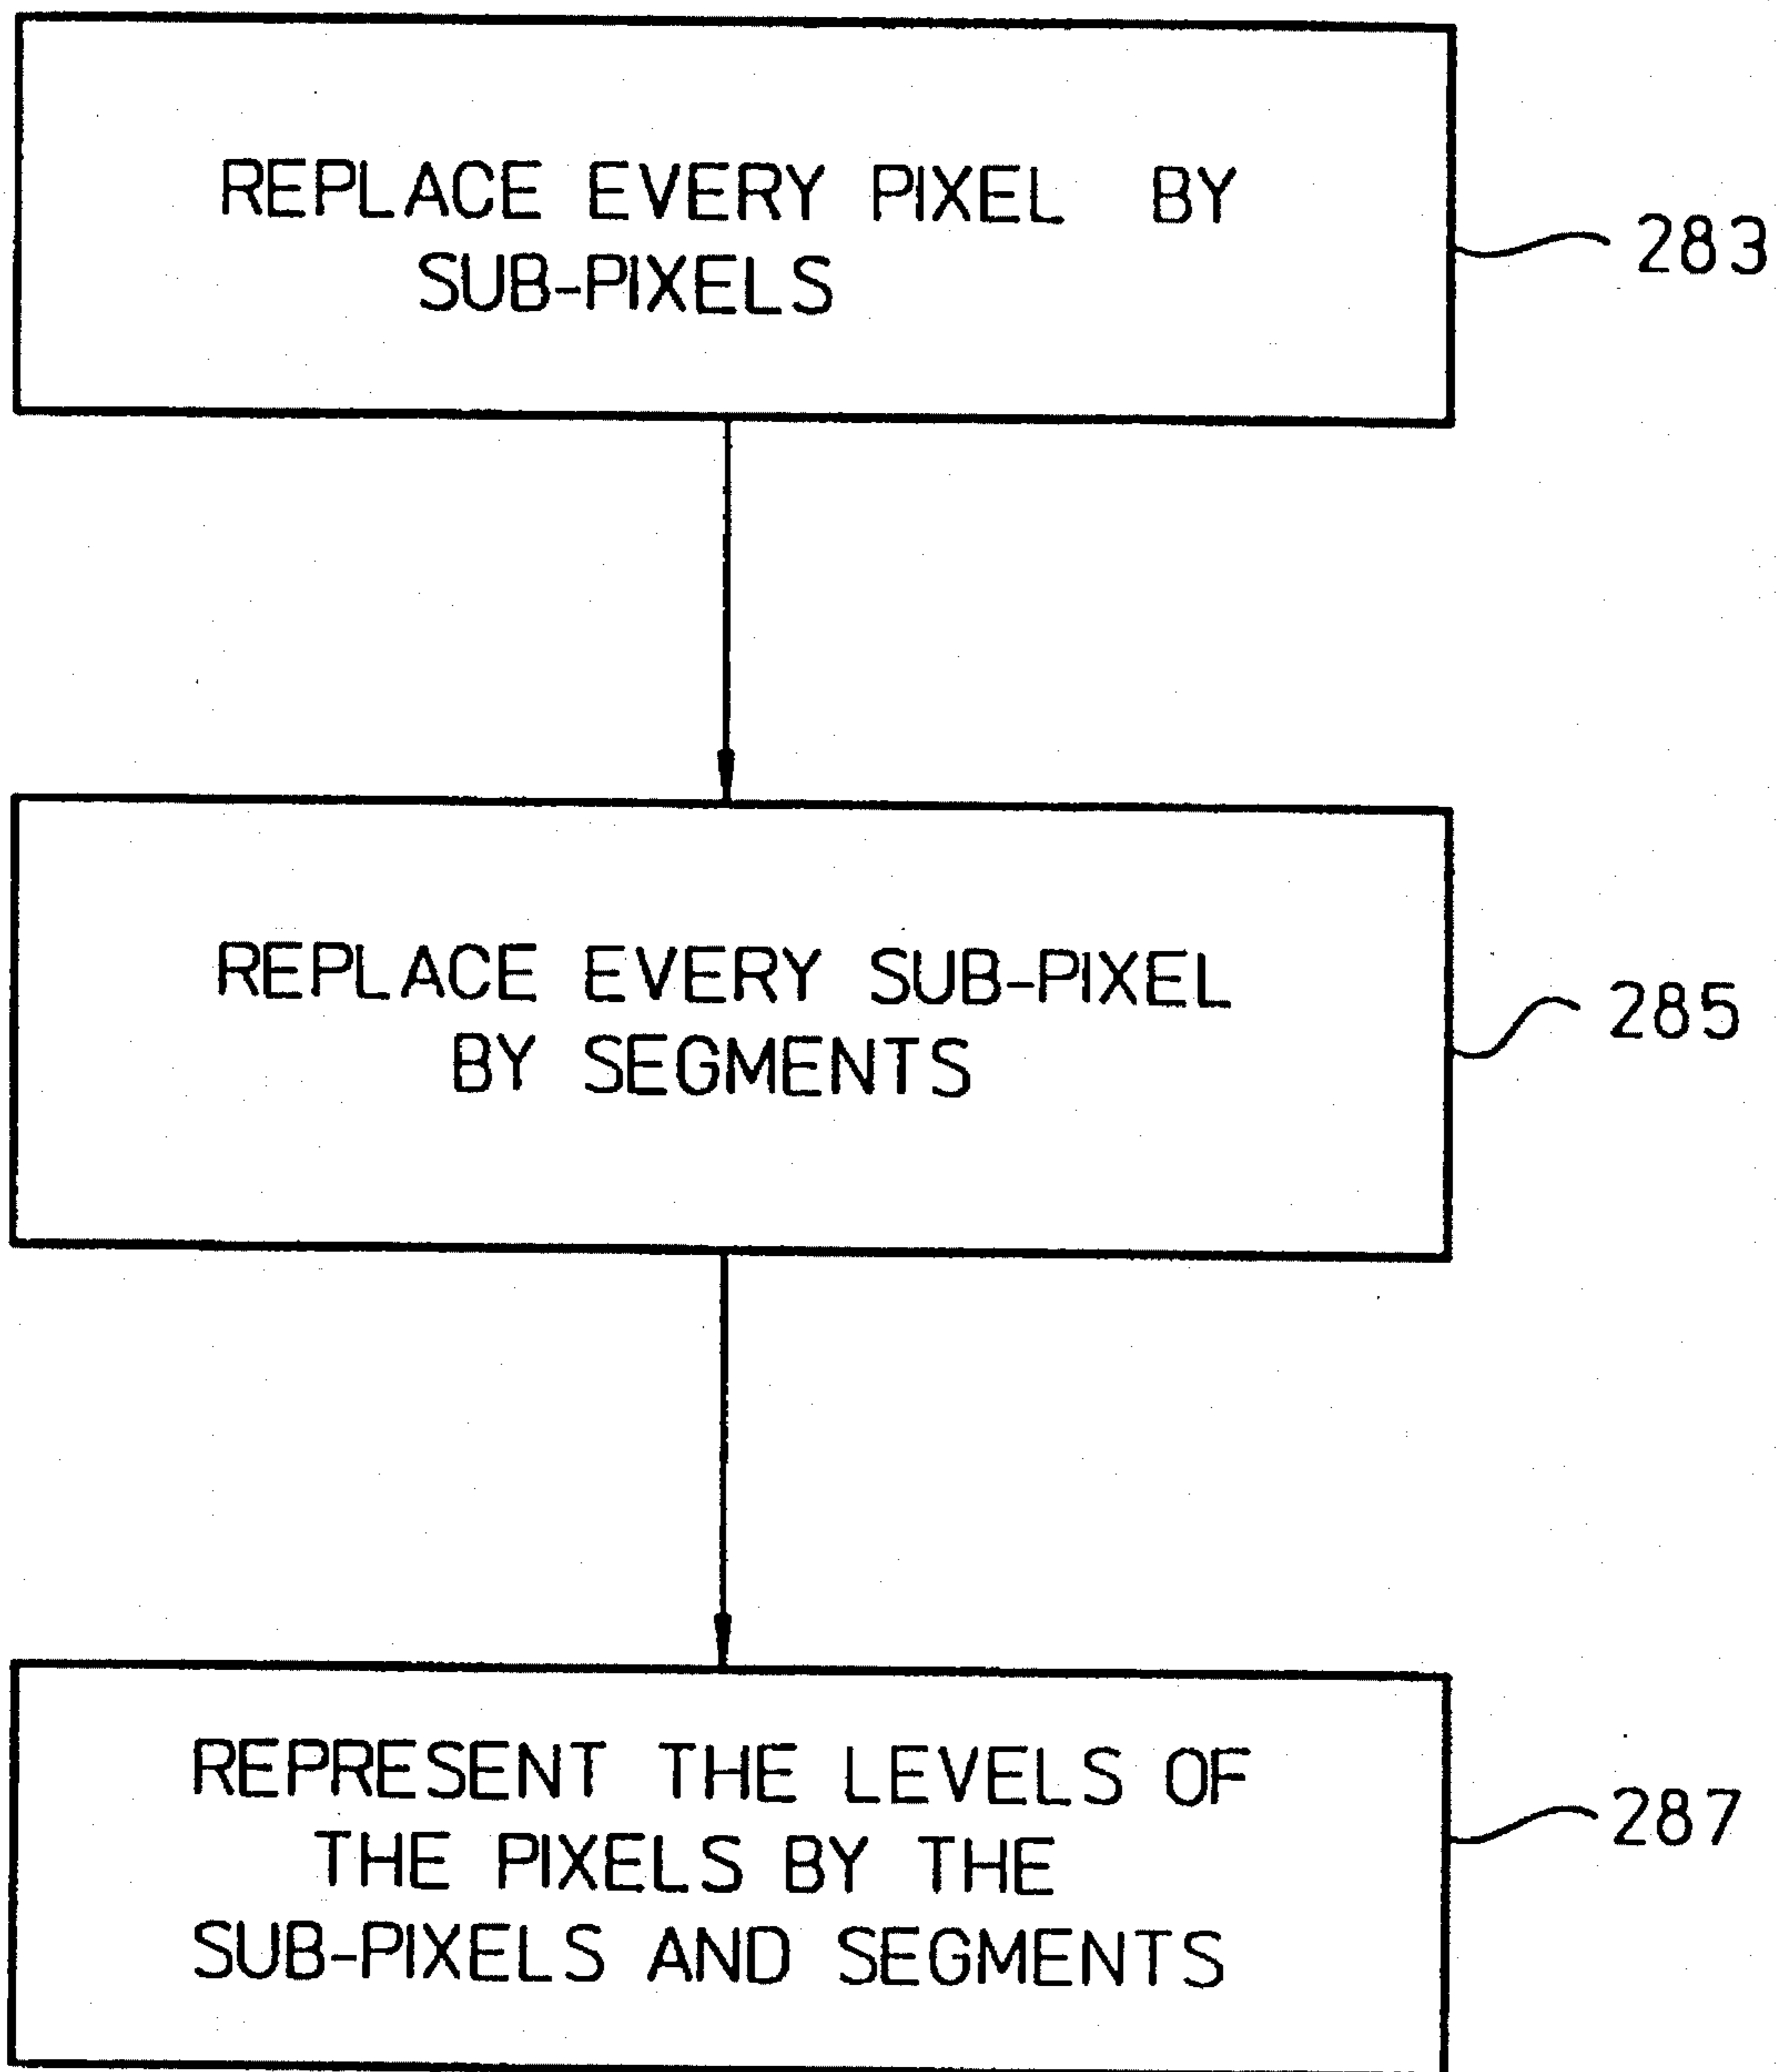 REPLACE EVERY PIXEL BY
SUB-PIXELS
283
REPLACE EVERY SUB-PIXEL
BY SEGMENTS
285
REPRESENT THE LEVELS OF
THE PIXELS BY THE
SUB-PIXELS AND SEGMENTS
287